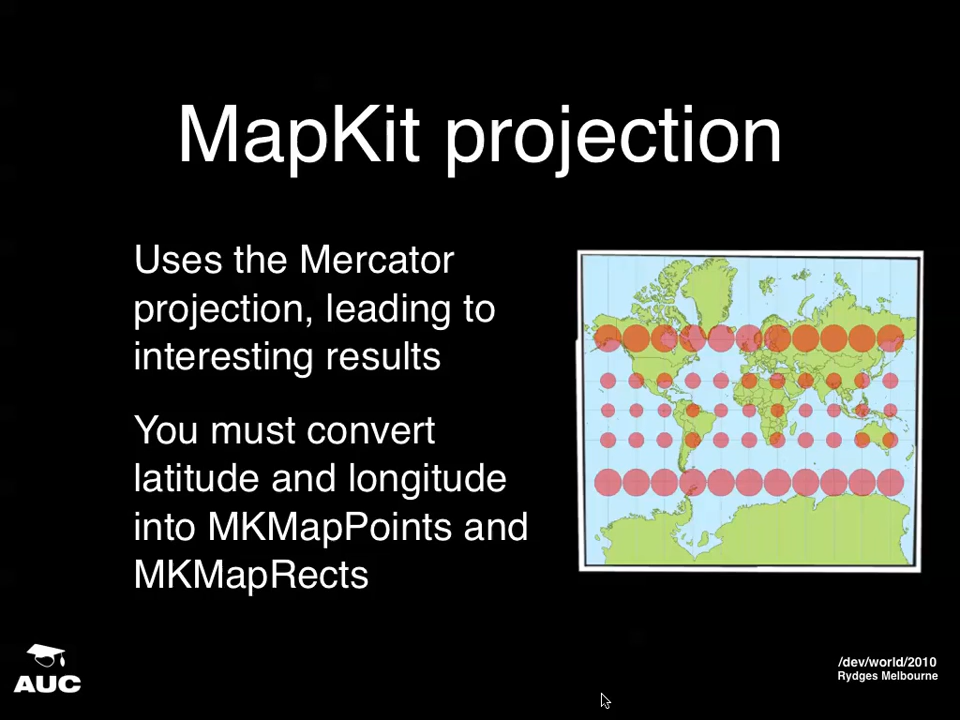 MapKit projection
Uses the Mercator
projection, leading to
interesting results
You must convert
latitude and longitude
into MKMapPoints and
MKMapRects
AUC
/dev/world/2010
Rydges Melbourne